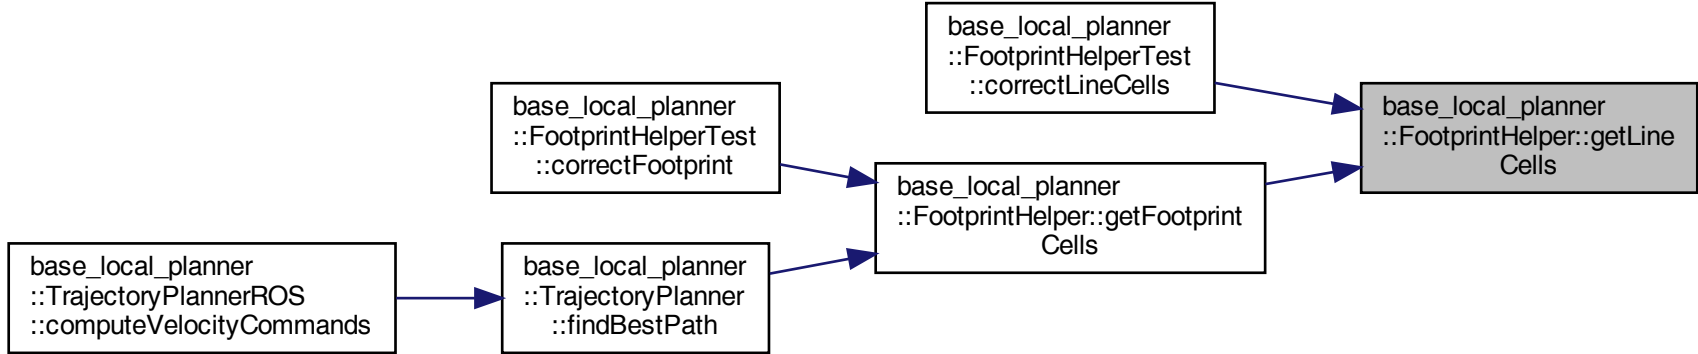 base_local_planner
::FootprintHelperTest
::correctLineCells
base_local_planner
::FootprintHelperTest
::correctFootprint
base_local_planner
::FootprintHelper::getLine
Cells
base_local_planner
::FootprintHelper::getFootprint
Cells
base_local_planner
::TrajectoryPlannerROS
::computeVelocityCommands
base_local_planner
::TrajectoryPlanner
::findBestPath